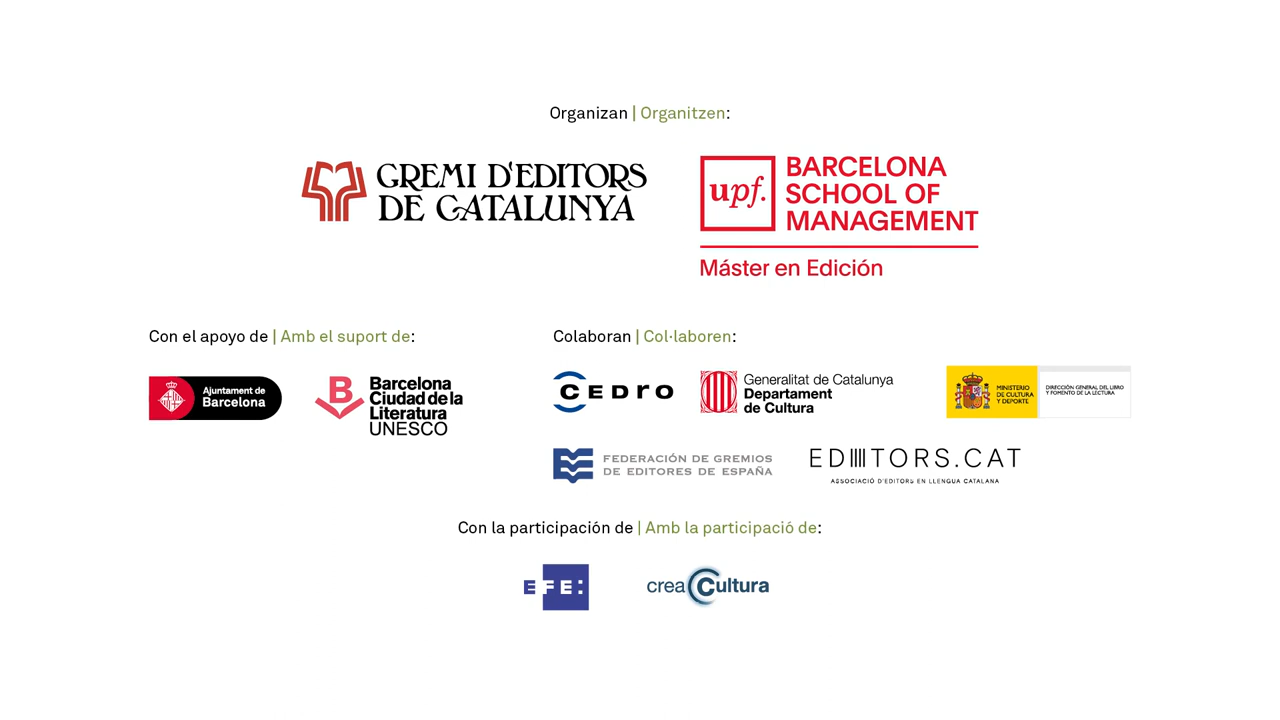 Organizan | Organitzen:
GREMI D'EDITORS
DE CATALUNYA
upf.
BARCELONA
SCHOOL OF
MANAGEMENT
Máster en Edición
Con el apoyo de | Amb el suport de:
Ajuntament de
Barcelona
B
Barcelona
Ciudad de la
Literatura
UNESCO
Colaboran | Col·laboren:
CEDRO
Generalitat de Catalunya
Departament
de Cultura
MINISTERIO
DE CULTURA
Y DEPORTE
DIRECCIÓN GENERAL DEL LIBRO
Y FOMENTO DE LA LECTURA
FEDERACIÓN DE GREMIOS
DE EDITORES DE ESPAÑA
EDITORS.CAT
ASSOCIACIÓ D'EDITORS EN LLENGUA CATALANA
Con la participación de | Amb la participació de:
EFE:
creaCCultura